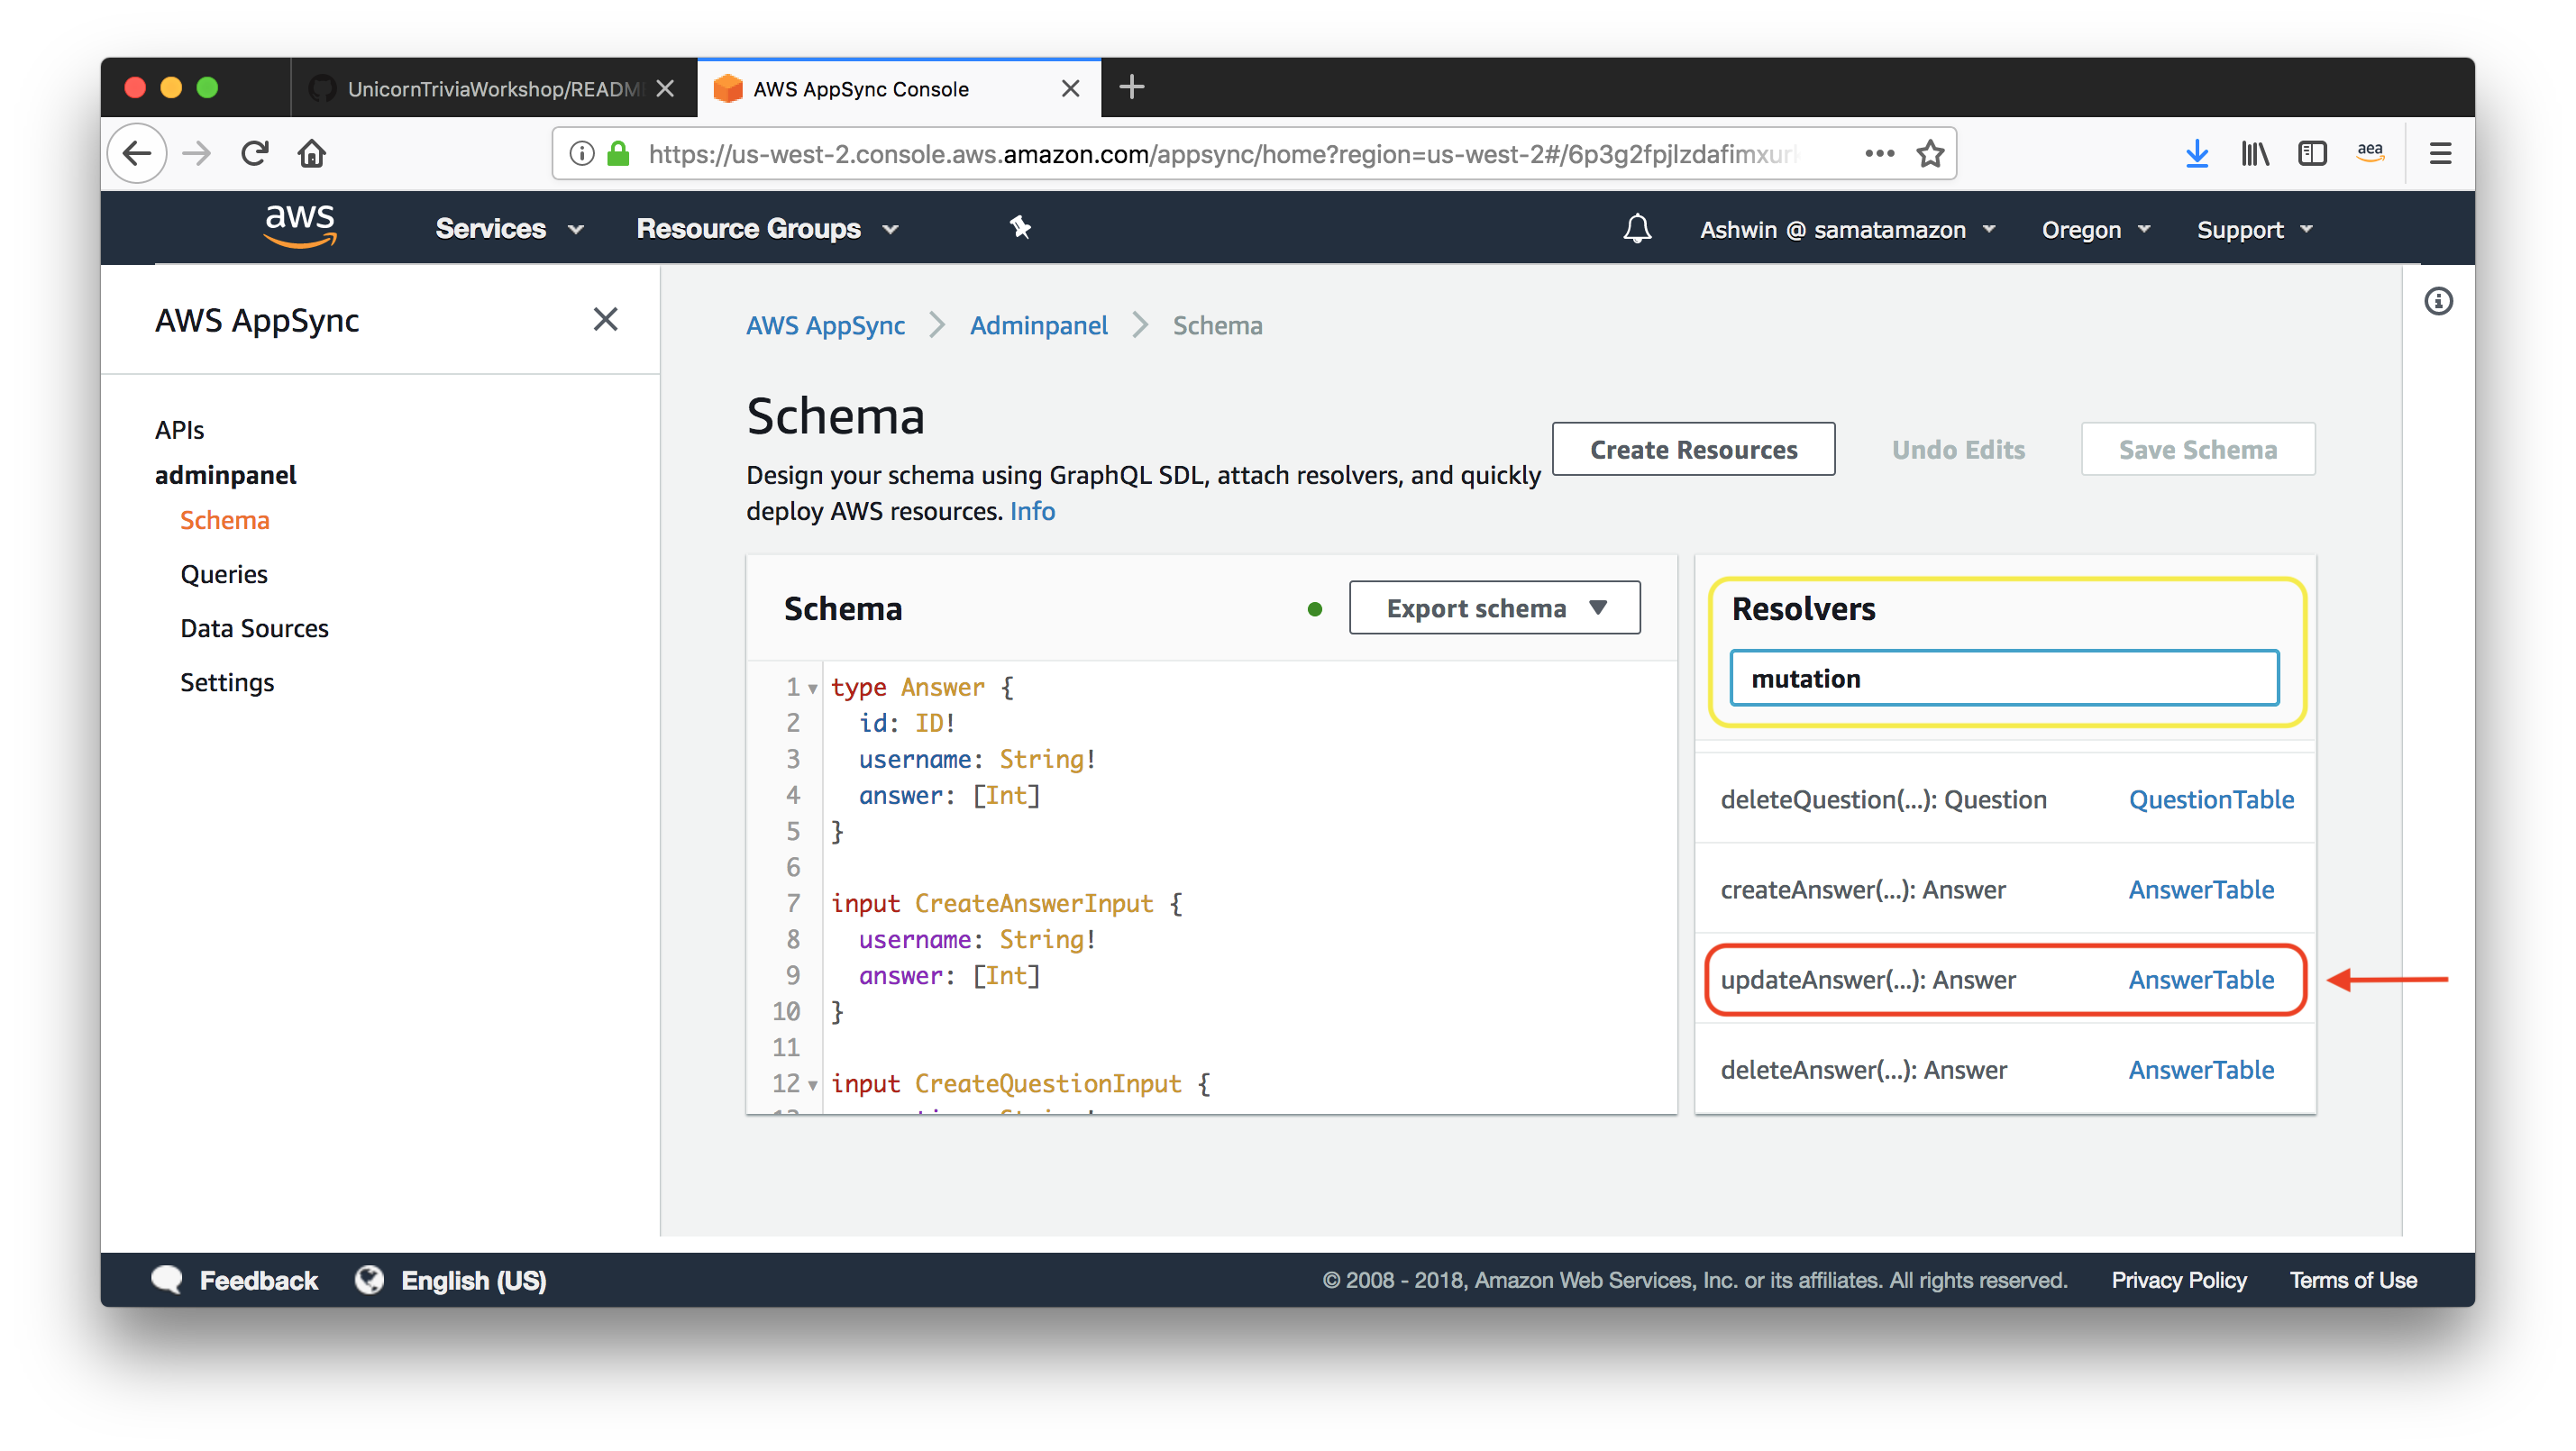 UnicornTriviaWorkshop/READM
AWS AppSync Console
https://us-west-2.console.aws.amazon.com/appsync/home?region=us-west-2#/6p3g2fpjlzdafimxurk
aea
aws
Services
Resource Groups
Ashwin @ samatamazon
Oregon
Support
AWS AppSync
APIs
adminpanel
Schema
Queries
Data Sources
Settings
AWS AppSync
Adminpanel
Schema
Schema
Design your schema using GraphQL SDL, attach resolvers, and quickly
deploy AWS resources. Info
Create Resources
Undo Edits
Save Schema
Schema
Export schema
1 type Answer {
2 id: ID!
3 username: String!
4 answer: [Int]
5 }
6
7 input CreateAnswerInput {
8 username: String!
9 answer: [Int]
10 }
11
12 input CreateQuestionInput {
Resolvers
mutation
deleteQuestion(...): Question QuestionTable
createAnswer(...): Answer AnswerTable
updateAnswer(...): Answer AnswerTable
deleteAnswer(...): Answer AnswerTable
Feedback
English (US)
© 2008 - 2018, Amazon Web Services, Inc. or its affiliates. All rights reserved.
Privacy Policy
Terms of Use